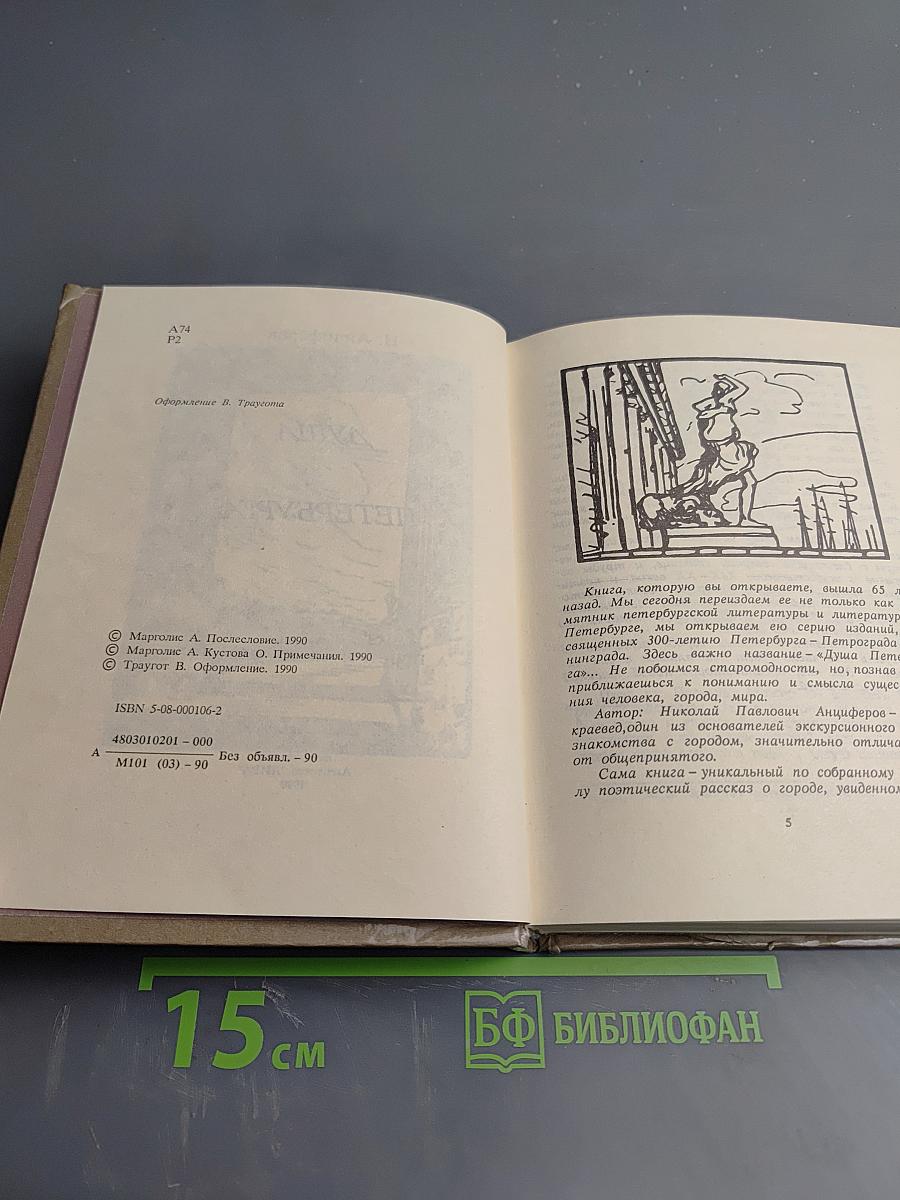 А74
Р2
Оформление В. Траугота
ДУША
© Марголис А. Послесловие. 1990
© Марголис А. Кустова О. Примечания. 1990
© Траугот В. Оформление. 1990
ISBN 5-08-000106-2
А 4803010201 – 000
М101 (03) – 90 Без объявл. – 90
Книга, которую вы открываете, вышла 65 л
назад. Мы сегодня переиздаем ее не только как
мятник петербургской литературы и литератур
Петербурге, мы открываем ею серию изданий,
священных 300-летию Петербурга – Петрограда
нинграда. Здесь важно название – «Душа Пете
га»... Не побоимся старомодности, но, познав
приближаешься к пониманию и смысла сущес
ния человека, города, мира.
Автор: Николай Павлович Анциферов –
краевед,один из основателей экскурсионного
знакомства с городом, значительно отлича
от общепринятого.
Сама книга – уникальный по собранному
лу поэтический рассказ о городе, увиденном
5
15 см
БФ БИБЛИОФАН